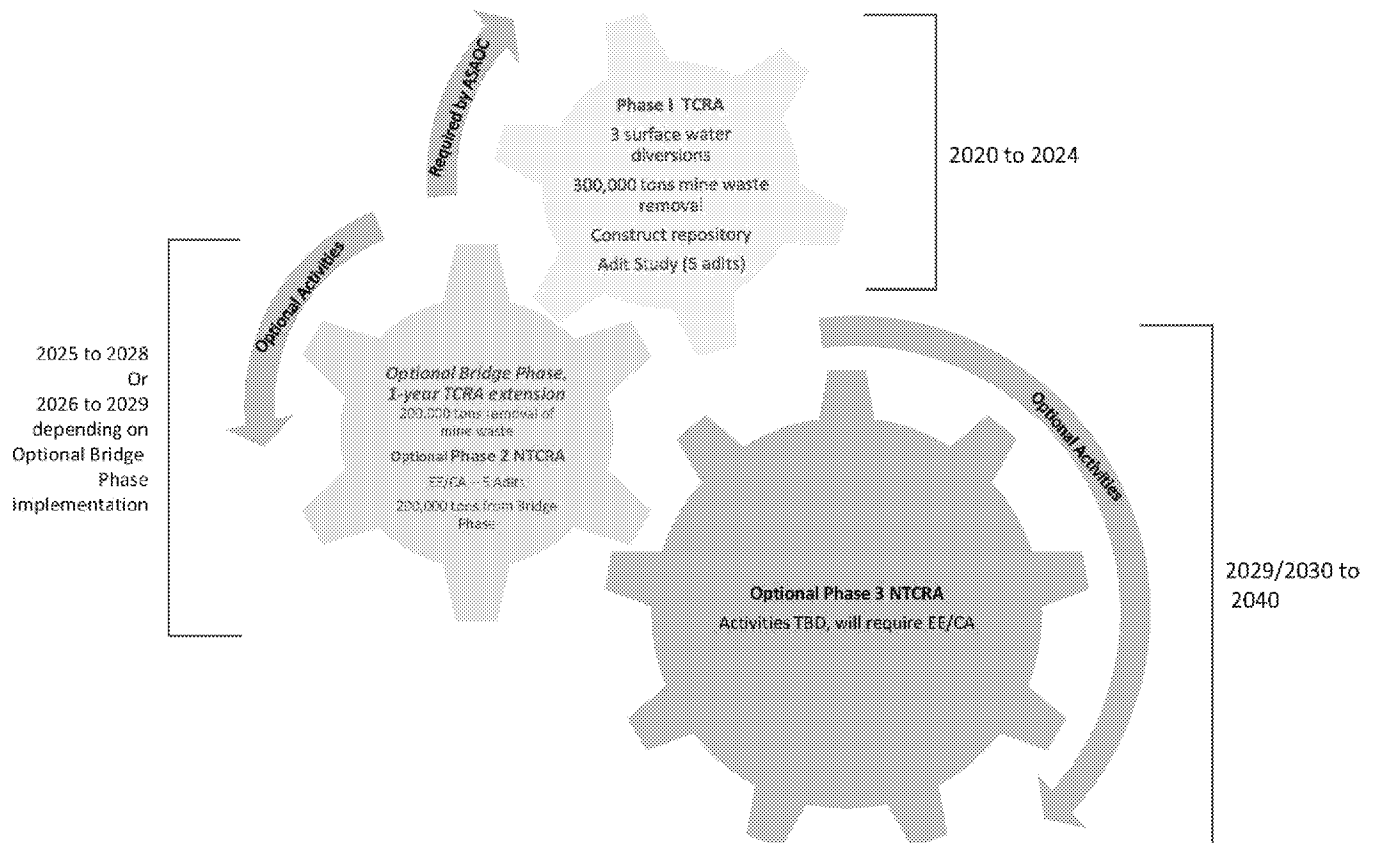 Required by ASAOC
Phase I TCRA
3 surface water
diversions
300,000 tons mine waste
removal
Construct repository
Adit Study (5 adits)
2020 to 2024
Optional Activities
2025 to 2028
Or
2026 to 2029
depending on
Optional Bridge
Phase
implementation
Optional Bridge Phase,
1-year TCRA extension
200,000 tons removal of
mine waste
Optional Phase 2 NTCRA
EE/CA – 5 Adits
200,000 tons from Bridge
Phase
Optional Activities
Optional Phase 3 NTCRA
Activities TBD, will require EE/CA
2029/2030 to
2040